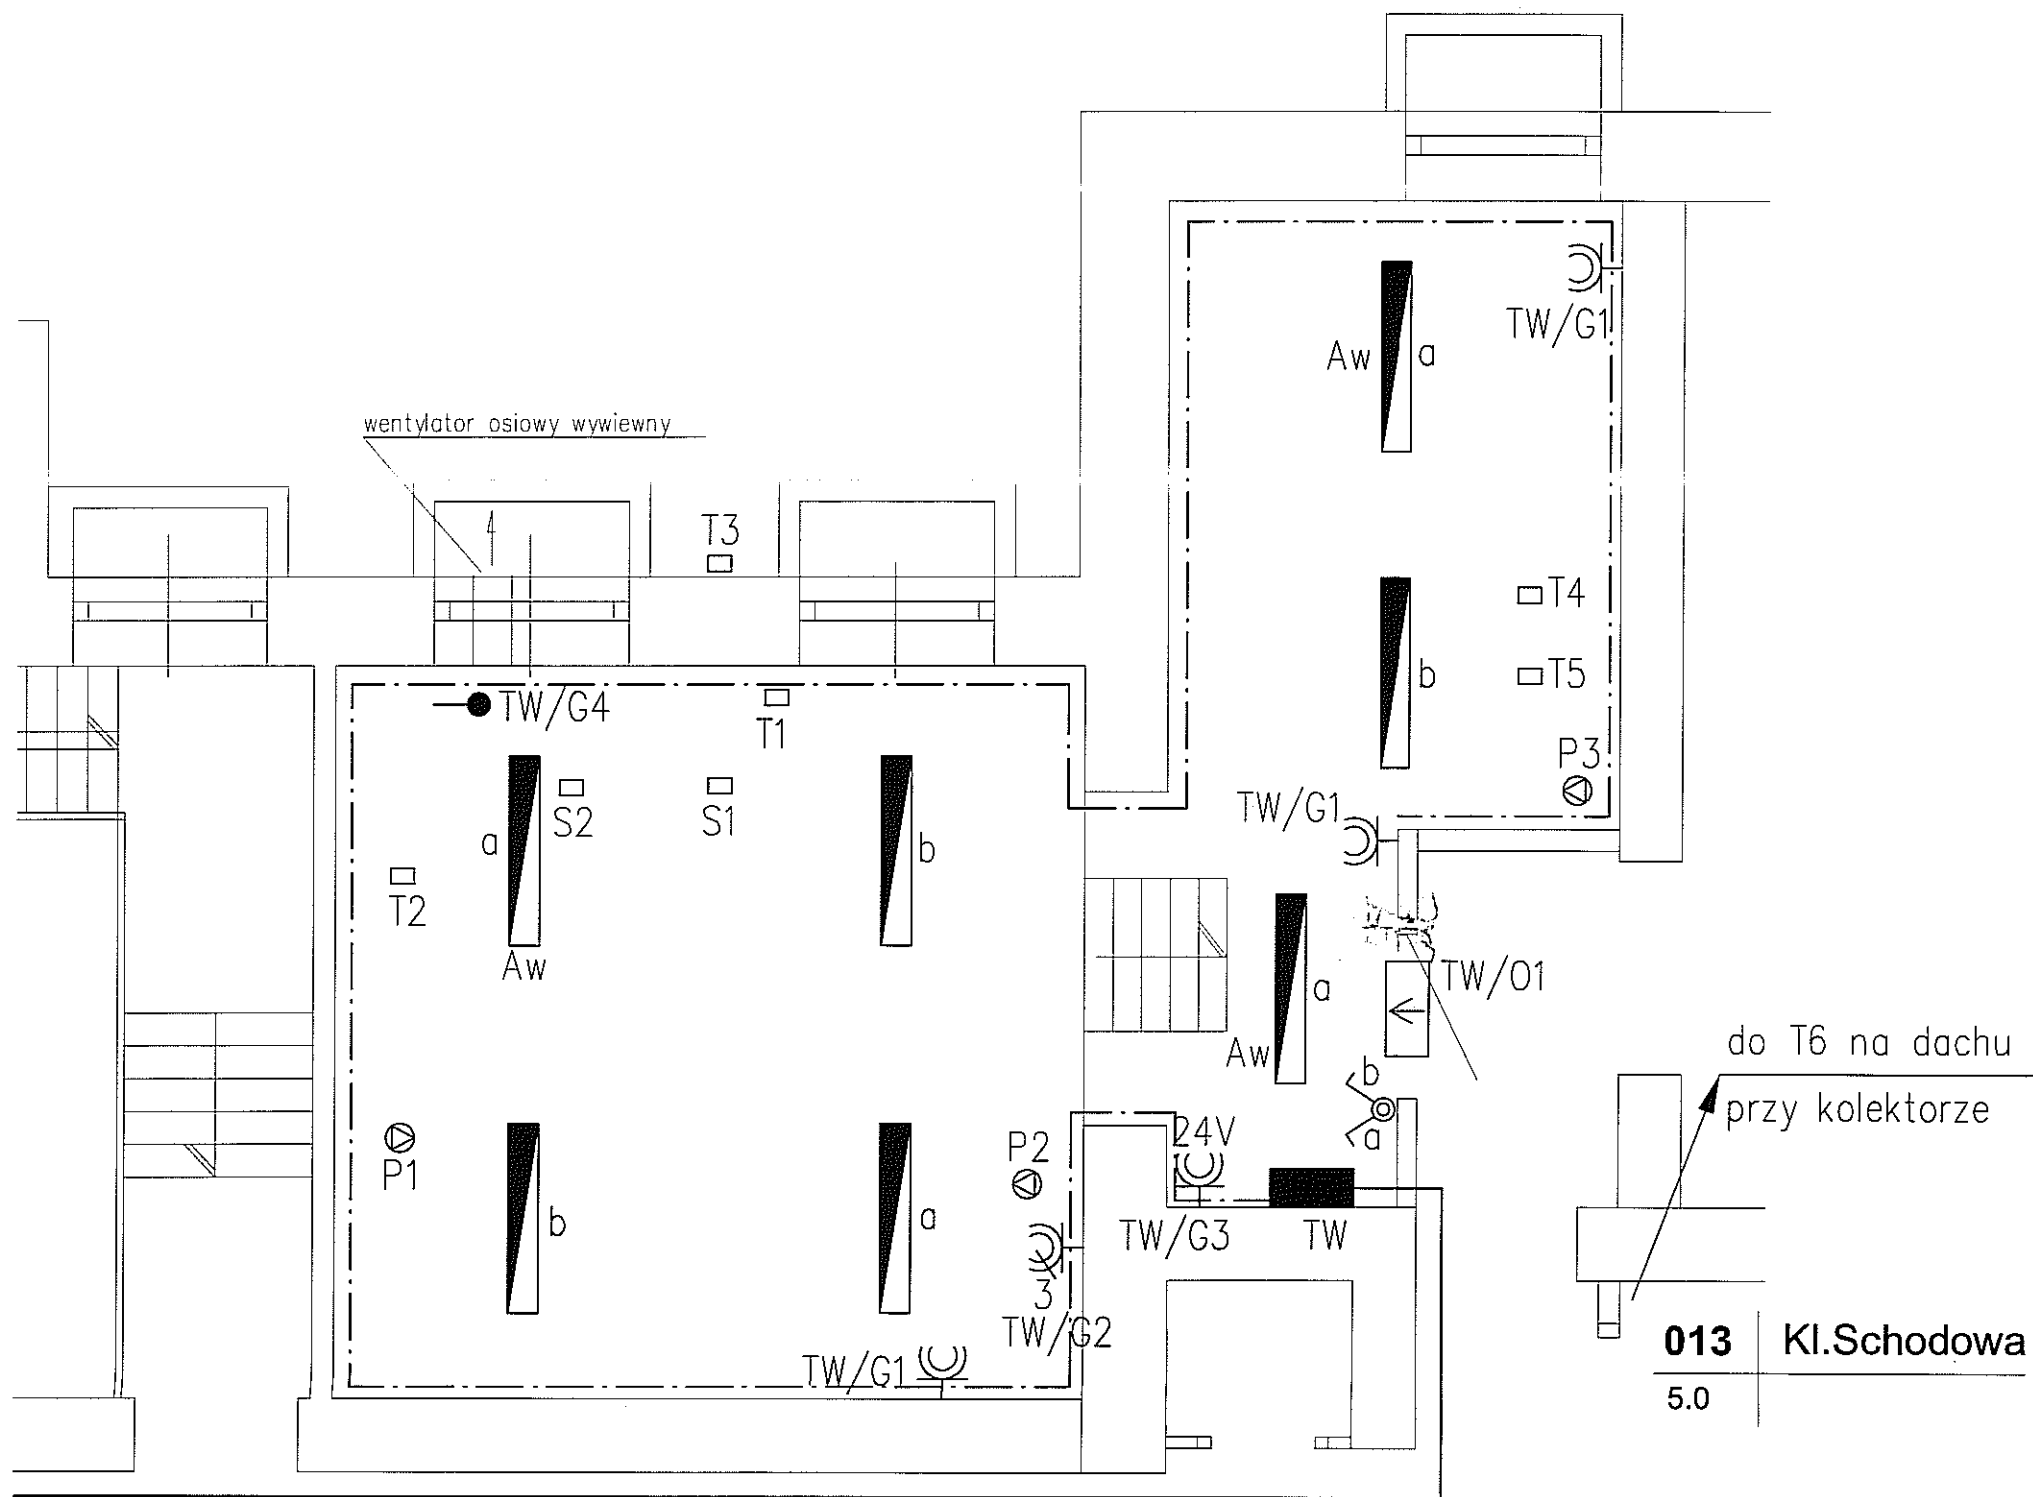 TW/G1
Aw
a
wentylator osiowy wywiewny
T3
T4
T5
b
TW/G4
T1
P3
S2
S1
TW/G1
a
b
T2
Aw
TW/O1
a
Aw
do T6 na dachu
przy kolektorze
b
a
24V
P1
P2
b
a
TW/G3
TW
3
TW/G2
TW/G1
013
Kl.Schodowa
5.0